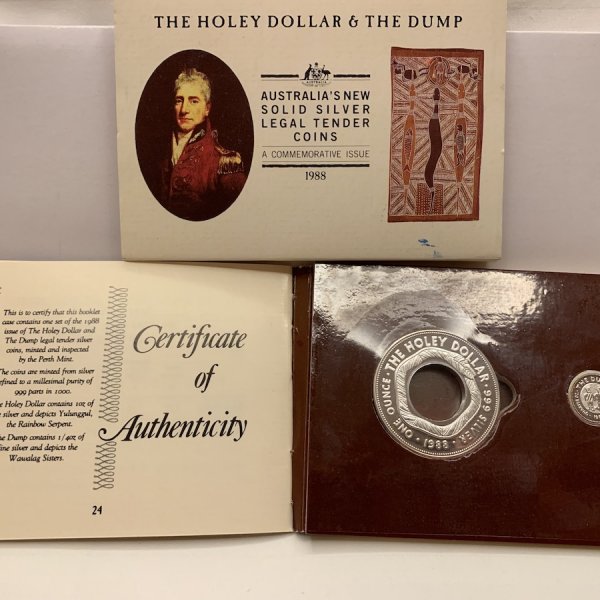 THE HOLEY DOLLAR & THE DUMP
AUSTRALIA'S NEW
SOLID SILVER
LEGAL TENDER
COINS
A COMMEMORATIVE ISSUE
1988
This is to certify that this booklet
case contains one set of the 1988
issue of The Holey Dollar and
The Dump legal tender silver
coins, minted and inspected
by the Perth Mint.
The coins are minted from silver
refined to a millesimal purity of
999 parts in 1000.
The Holey Dollar contains 1oz of
silver and depicts Yulunggul,
the Rainbow Serpent.
The Dump contains 1/4oz of
fine silver and depicts the
Wawalag Sisters.
Certificate
of
Authenticity
24
THE HOLEY DOLLAR · 999 SILVER · 1988 · ONE OUNCE ·
THE DUMP